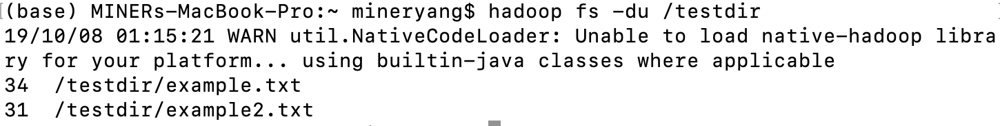 (base) MINERs-MacBook-Pro:~ mineryang$ hadoop fs -du /testdir
19/10/08 01:15:21 WARN util.NativeCodeLoader: Unable to load native-hadoop libra
ry for your platform... using builtin-java classes where applicable
34  /testdir/example.txt
31  /testdir/example2.txt